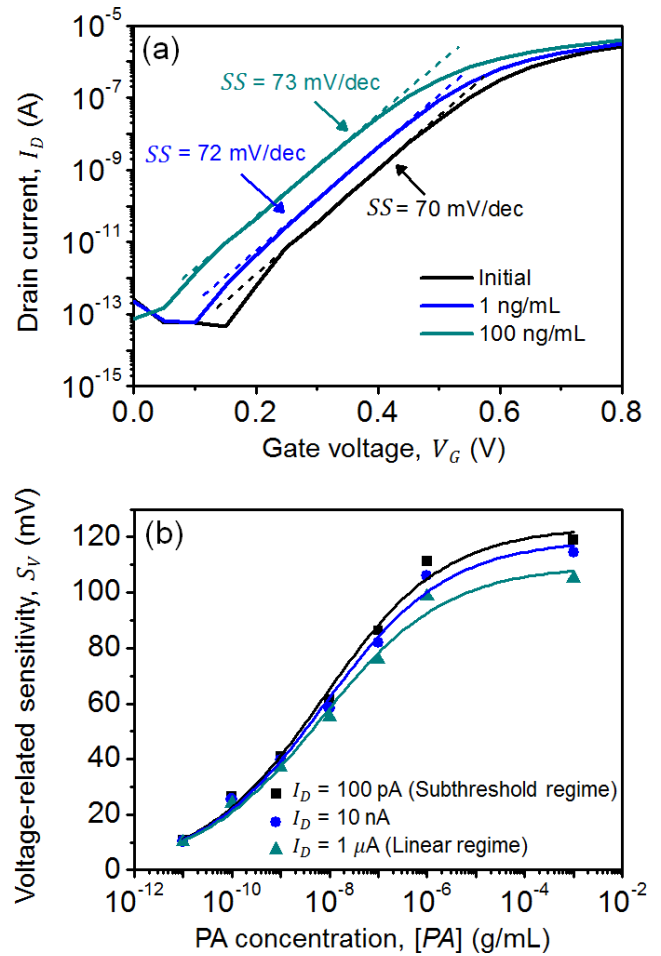 (a)
Drain current, I_D (A)
10^-5
10^-7
10^-9
10^-11
10^-13
10^-15
SS = 73 mV/dec
SS = 72 mV/dec
SS = 70 mV/dec
Initial
1 ng/mL
100 ng/mL
0.0 0.2 0.4 0.6 0.8
Gate voltage, V_G (V)
(b)
Voltage-related sensitivity, S_V (mV)
120
100
80
60
40
20
0
I_D = 100 pA (Subthreshold regime)
I_D = 10 nA
I_D = 1 μA (Linear regime)
10^-12 10^-10 10^-8 10^-6 10^-4 10^-2
PA concentration, [PA] (g/mL)